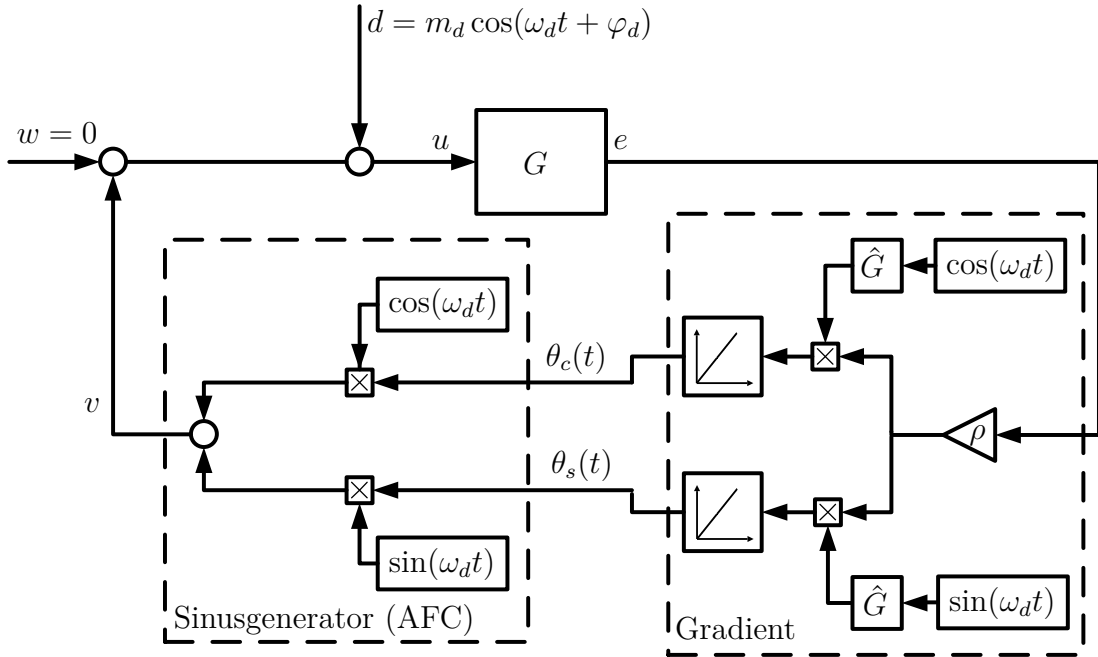 d = m_d cos(ω_d t + φ_d)
w = 0
u
G
e
Ĝ
cos(ω_d t)
cos(ω_d t)
θ_c(t)
v
ρ
θ_s(t)
sin(ω_d t)
Ĝ
sin(ω_d t)
Sinusgenerator (AFC)
Gradient